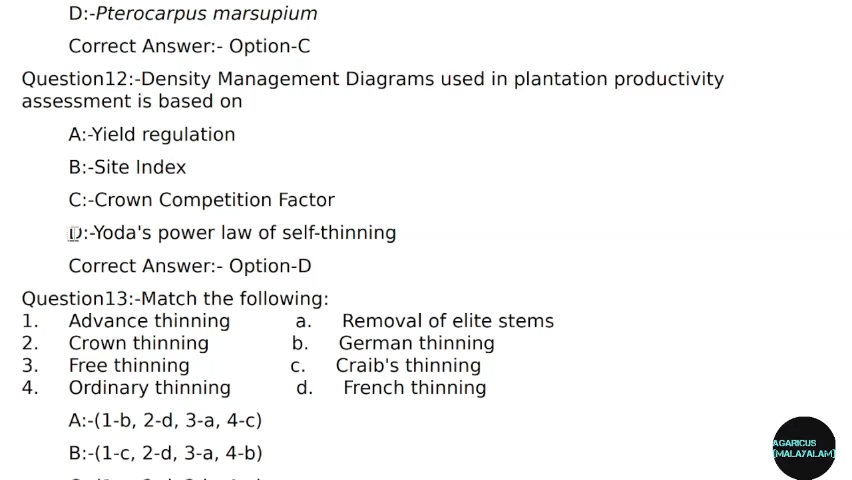 D:-Pterocarpus marsupium
Correct Answer:- Option-C
Question12:-Density Management Diagrams used in plantation productivity
assessment is based on
A:-Yield regulation
B:-Site Index
C:-Crown Competition Factor
D:-Yoda's power law of self-thinning
Correct Answer:- Option-D
Question13:-Match the following:
1. Advance thinning a. Removal of elite stems
2. Crown thinning b. German thinning
3. Free thinning c. Craib's thinning
4. Ordinary thinning d. French thinning
A:-(1-b, 2-d, 3-a, 4-c)
B:-(1-c, 2-d, 3-a, 4-b)
AGARICUS
[MALAYALAM]